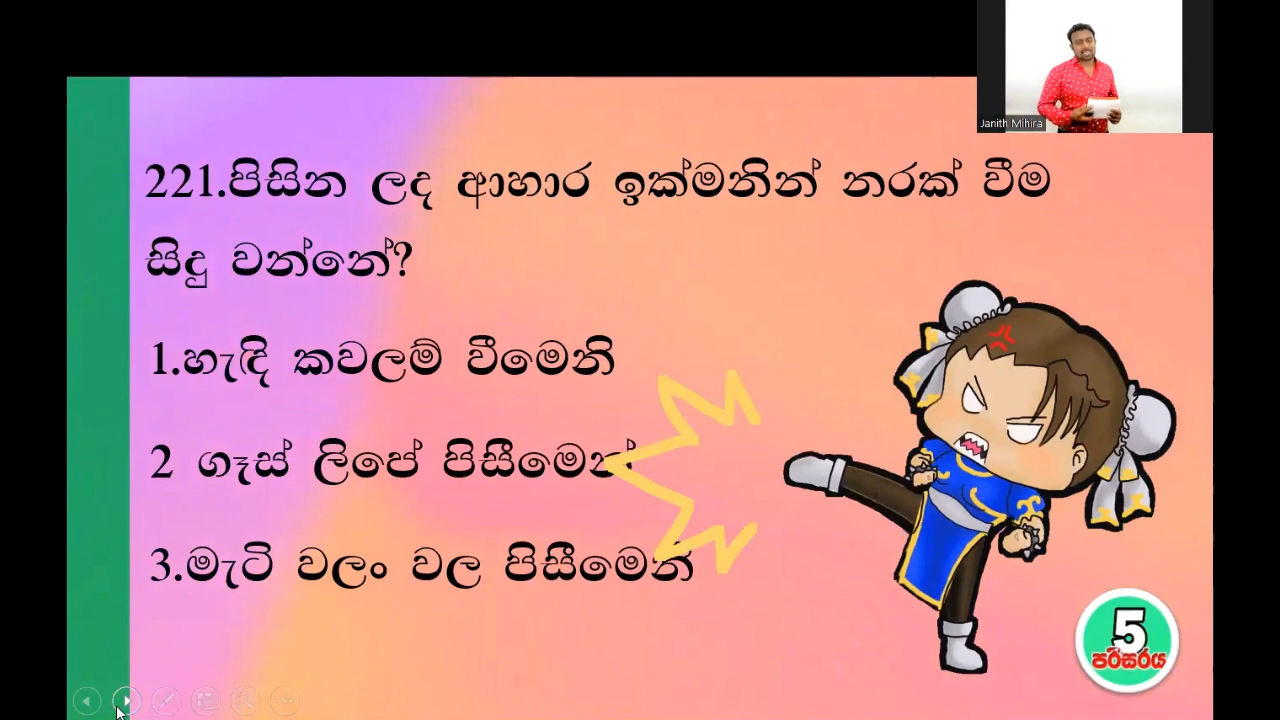 Janith Mihira
221.පිසින ලද ආහාර ඉක්මනින් නරක් වීම
සිදු වන්නේ?
1.හැඳි කවලම් වීමෙනි
2 ගෑස් ලිපේ පිසීමෙන්
3.මැටි වලං වල පිසීමෙන්
5
පරිසරය